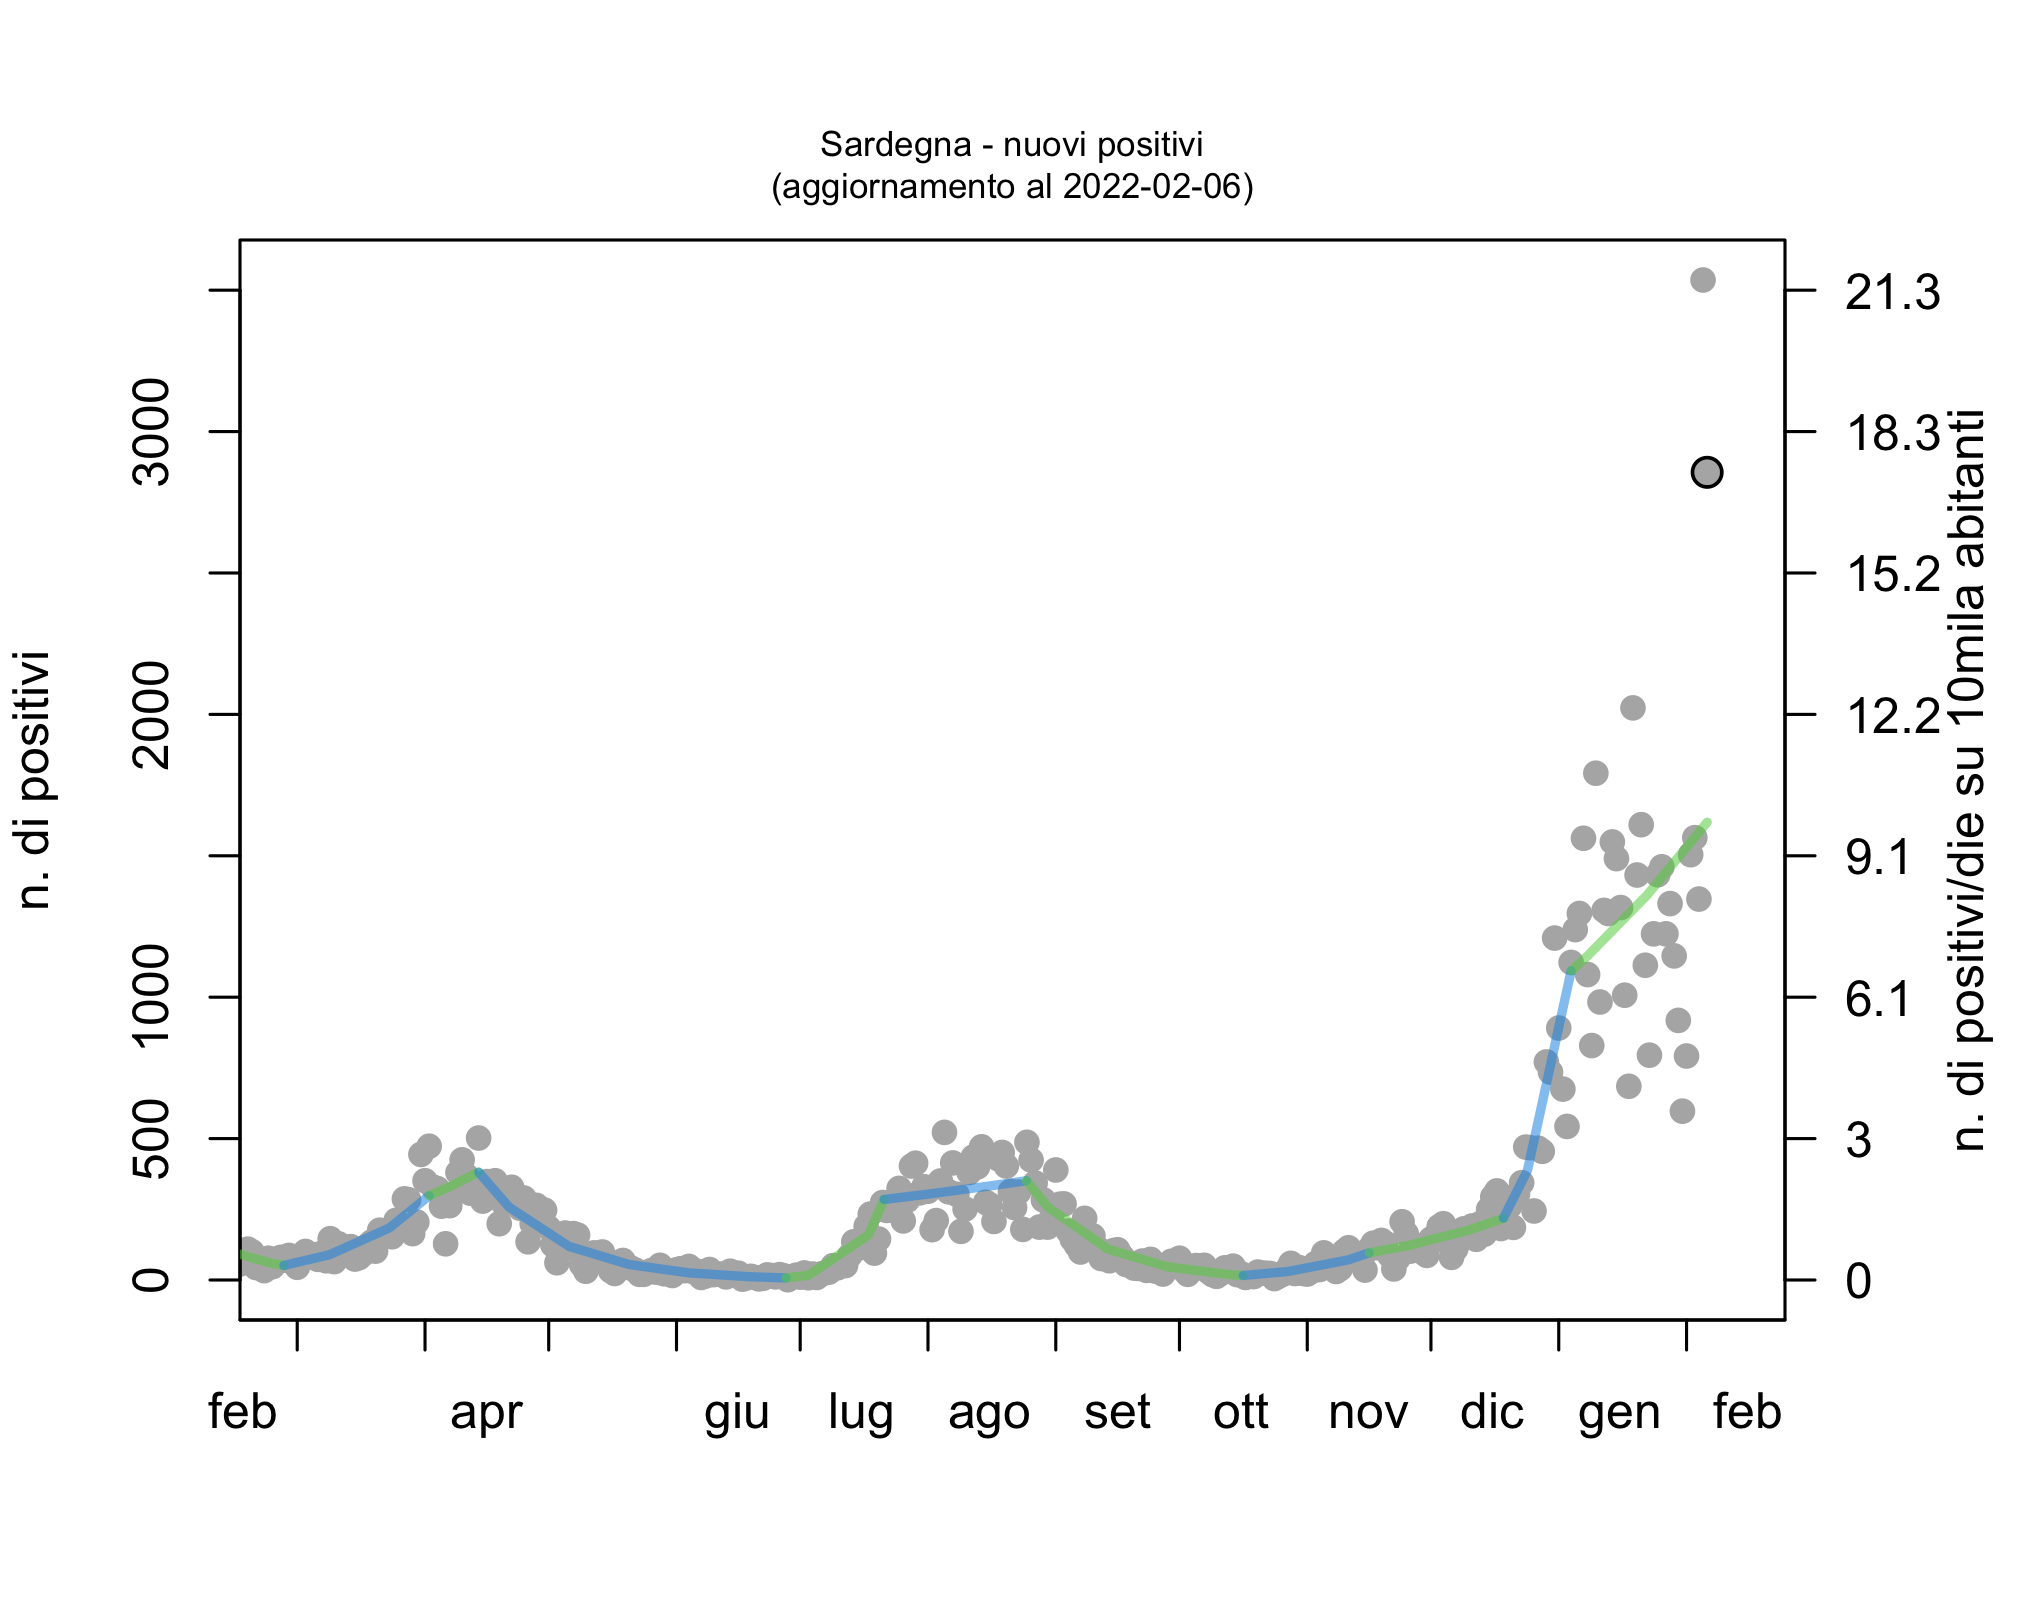 Sardegna - nuovi positivi
(aggiornamento al 2022-02-06)
n. di positivi
3000
2000
1000
500
0
21.3
18.3
15.2
12.2
9.1
6.1
3
0
n. di positivi/die su 10mila abitanti
feb apr giu lug ago set ott nov dic gen feb